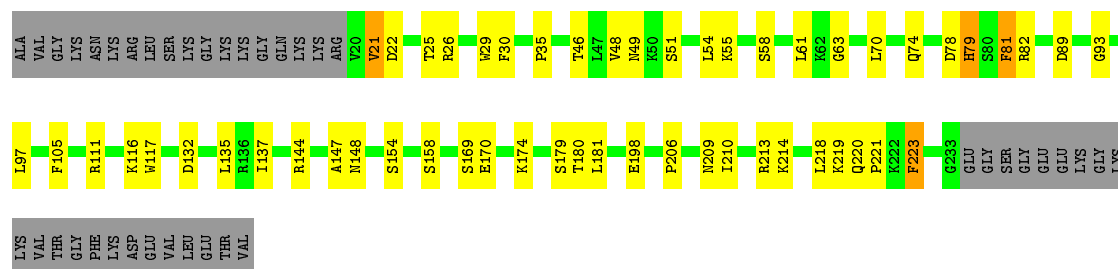 ALA VAL GLY LYS ASN LYS LYS ARG LEU SER LYS GLY LYS LYS GLY GLN LYS LYS ARG V20 V21 D22 T25 R26 W29 F30 P35 T46 L47 V48 N49 K50 S51 L54 K55 S58 L61 K62 G63 L70 Q74 D78 H79 S80 F81 R82 D89 G93
L97 F105 R111 K116 W117 D132 L135 R136 I137 R144 A147 N148 S154 S158 S169 E170 K174 S179 T180 L181 E198 P206 N209 I210 R213 K214 L218 K219 Q220 P221 K222 F223 G233 GLU GLY SER GLY GLU GLU LYS GLY LYS
LYS VAL THR GLY PHE LYS ASP GLU VAL LEU GLU THR VAL